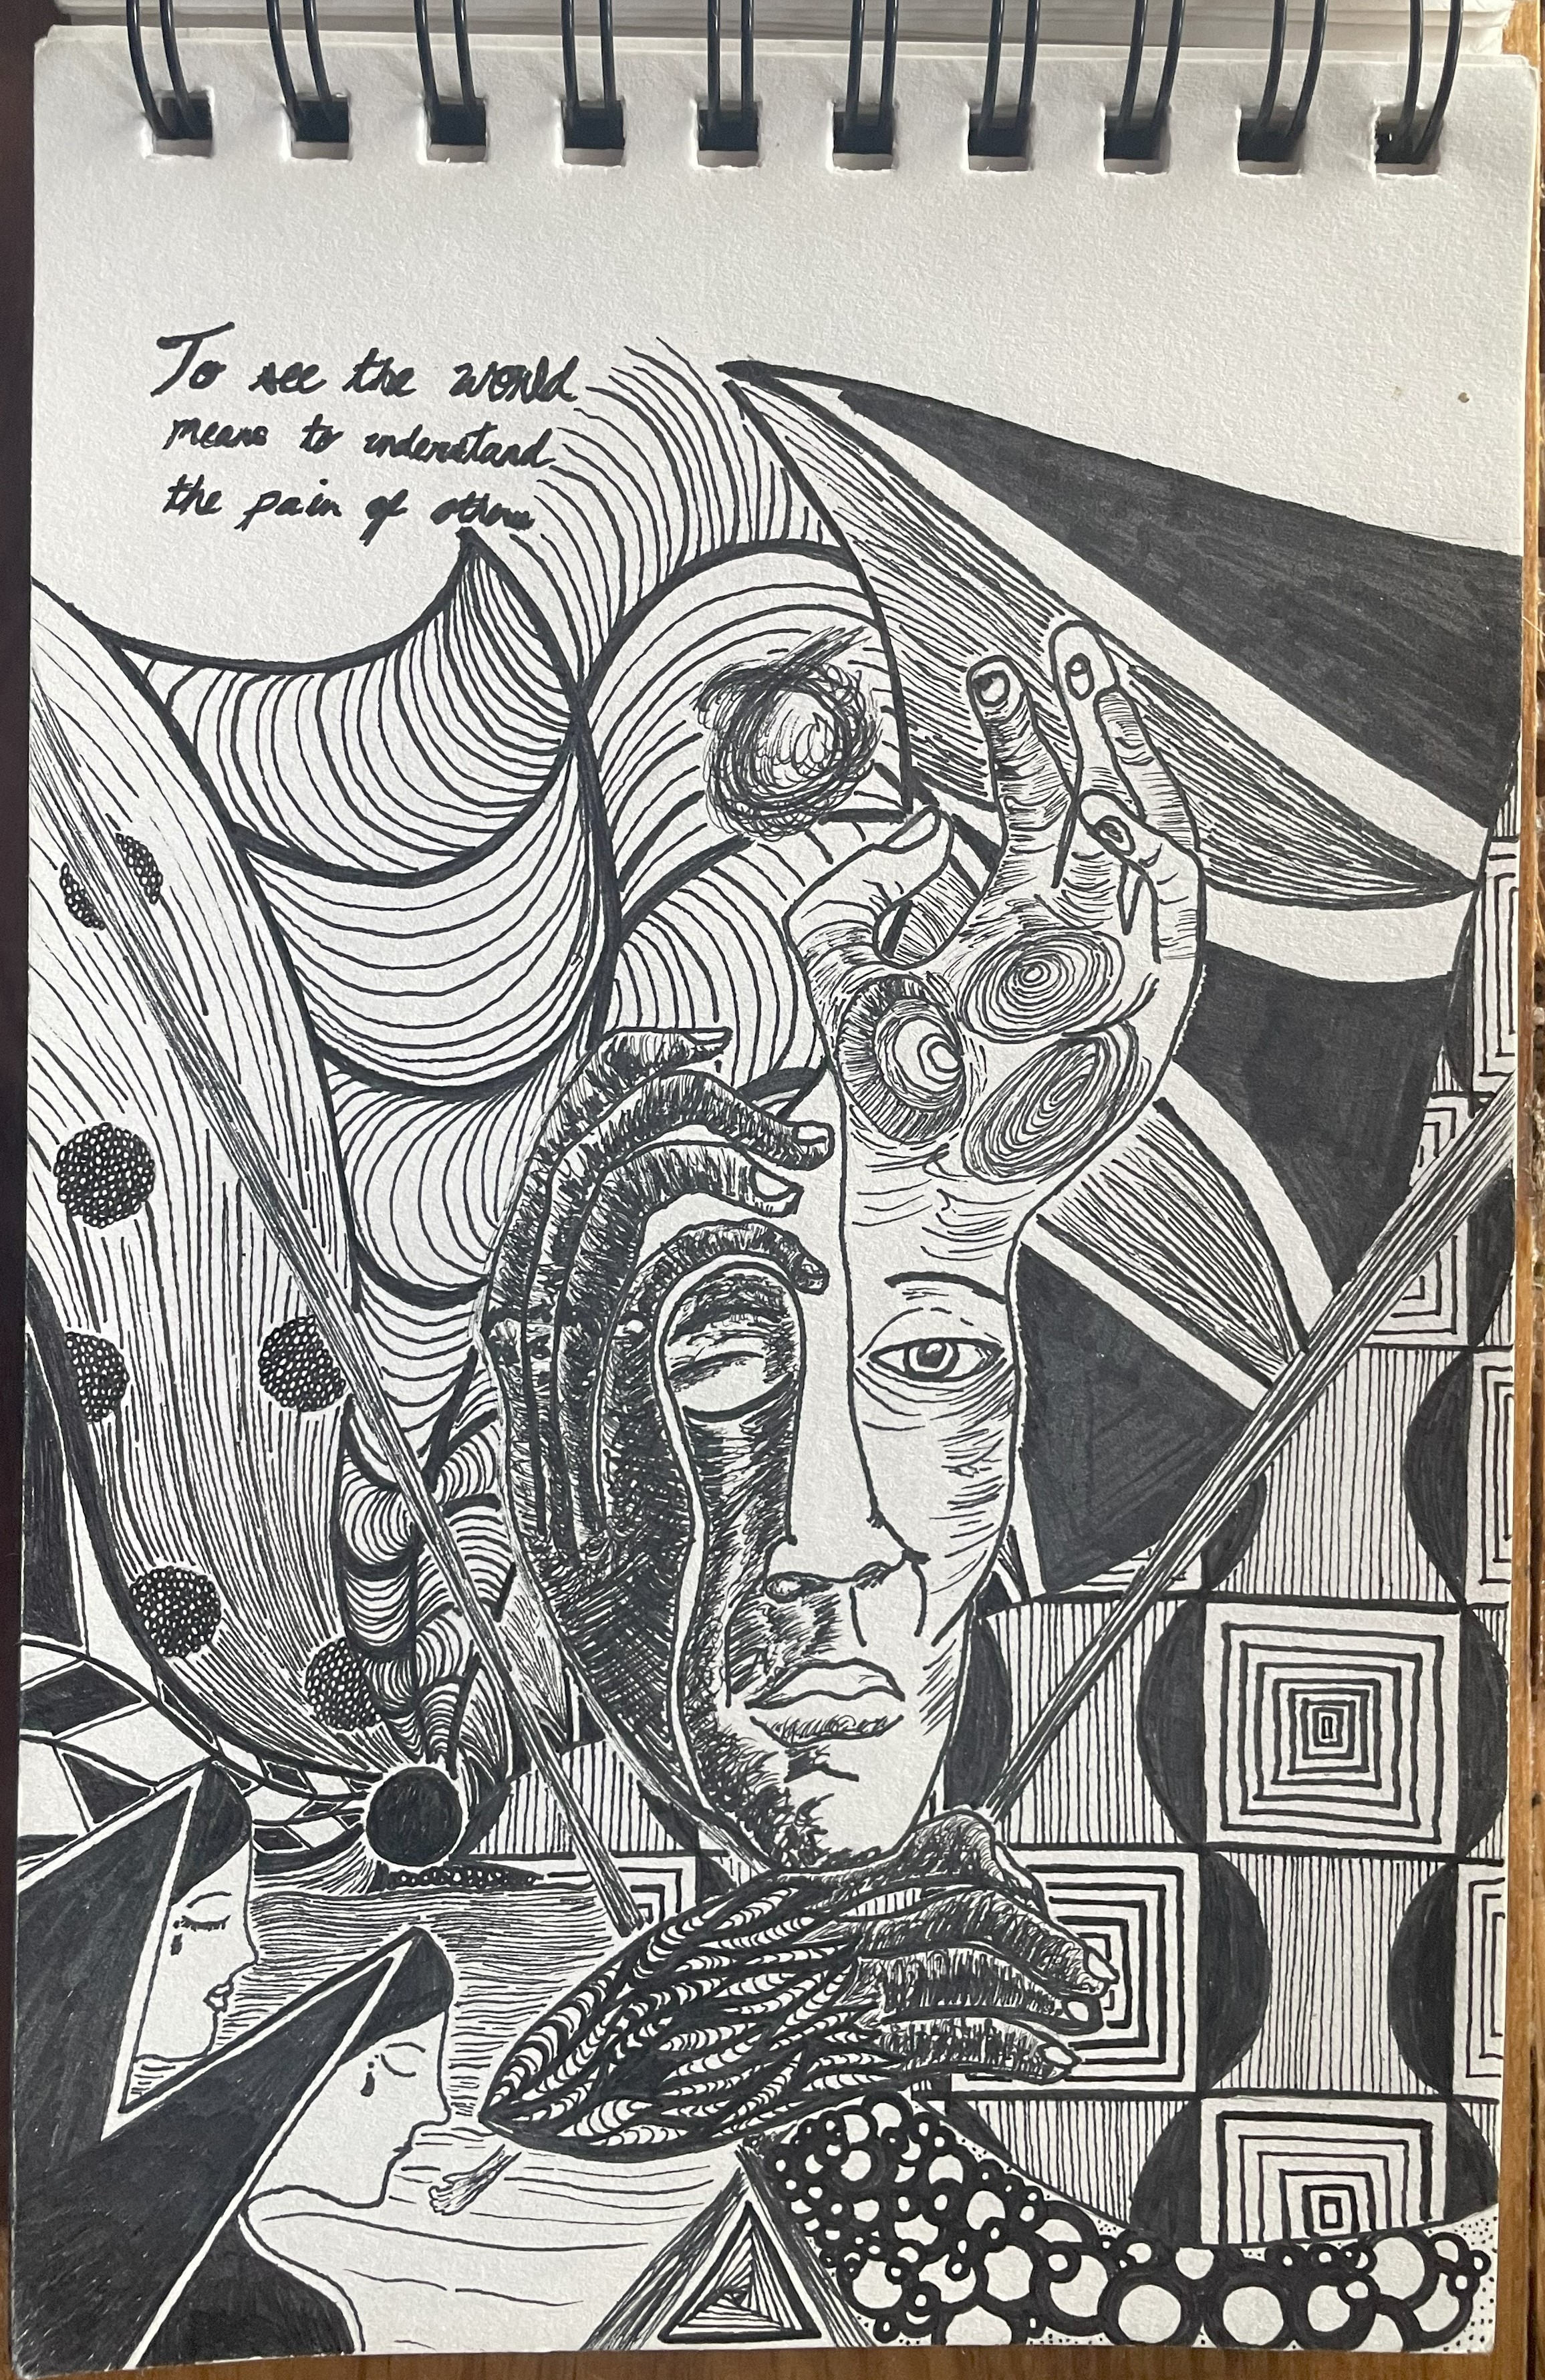 To see the world
means to understand
the pain of others